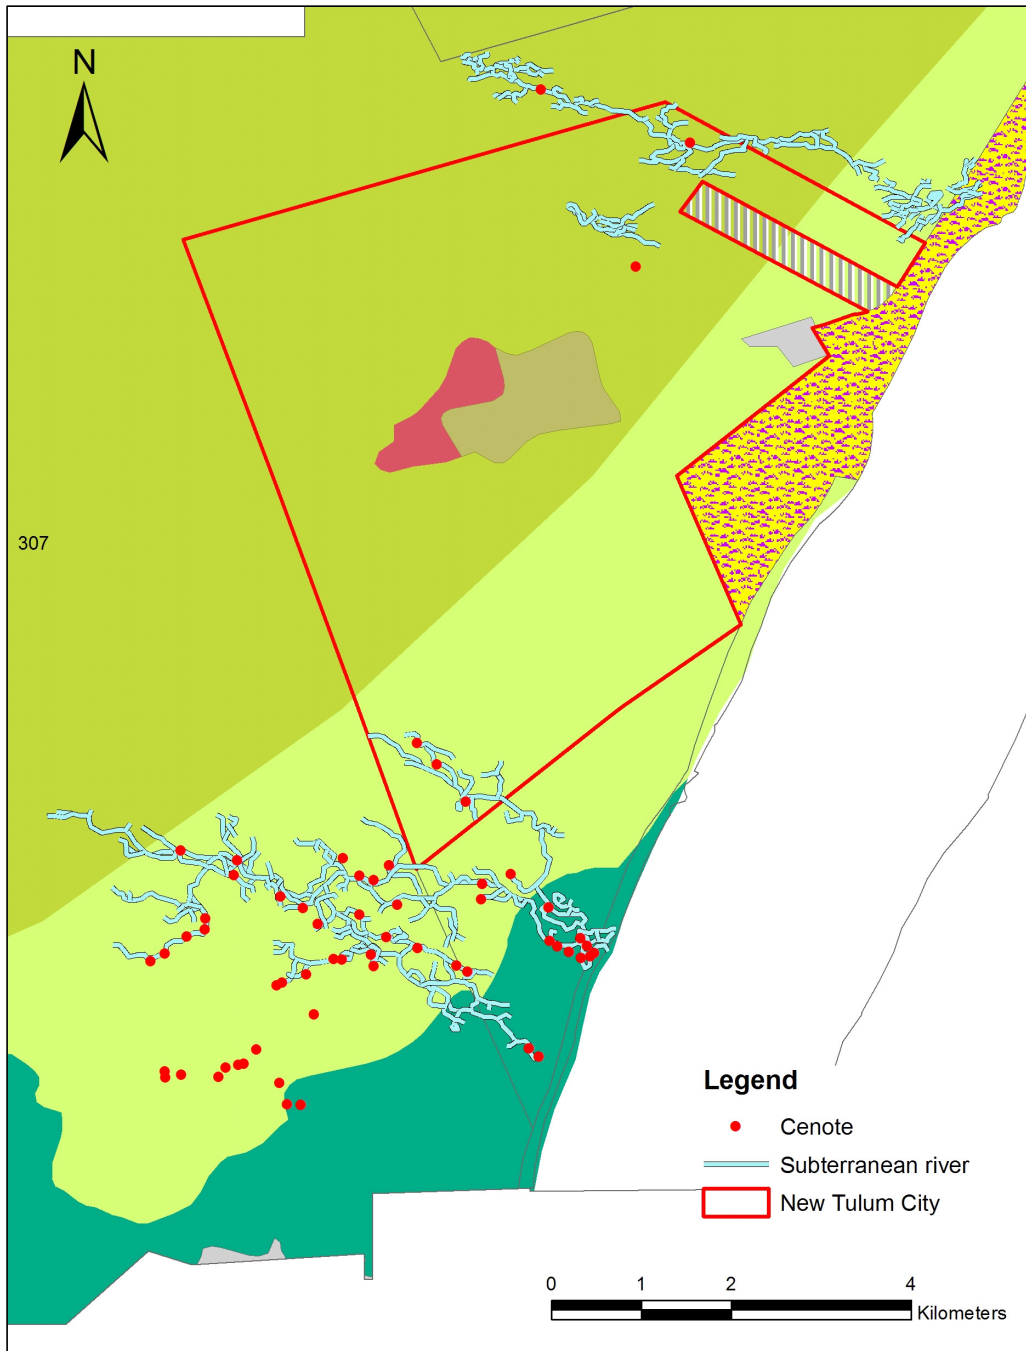 N
307
Legend
Cenote
Subterranean river
New Tulum City
0 1 2 4
Kilometers